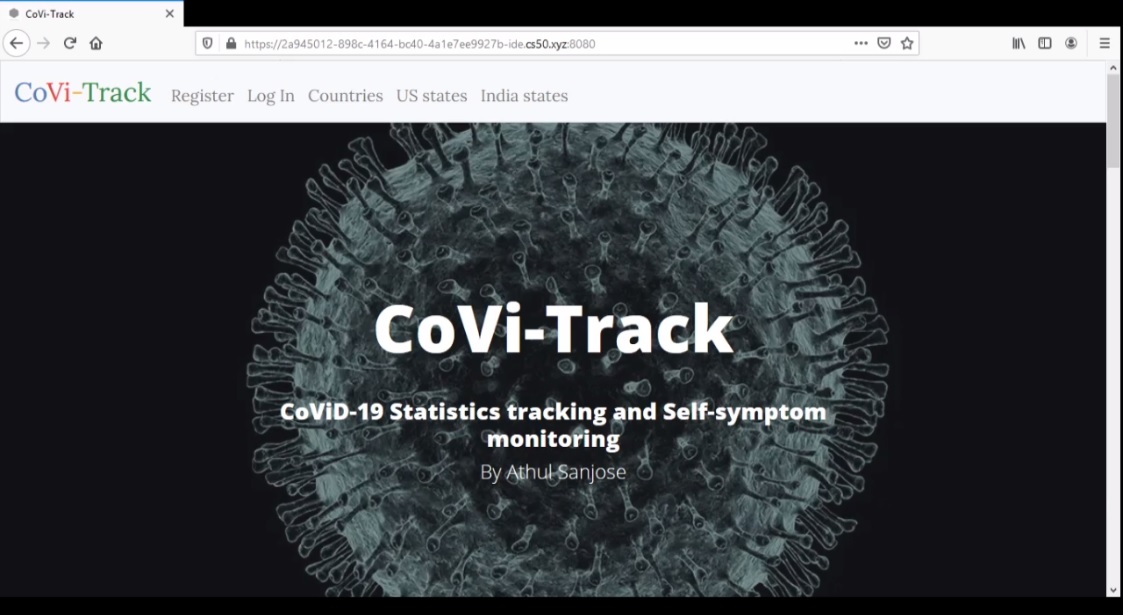 CoVi-Track
https://2a945012-898c-4164-bc40-4a1e7ee9927b-ide.cs50.xyz:8080
CoVi-Track Register Log In Countries US states India states
CoVi-Track
CoViD-19 Statistics tracking and Self-symptom
monitoring
By Athul Sanjose